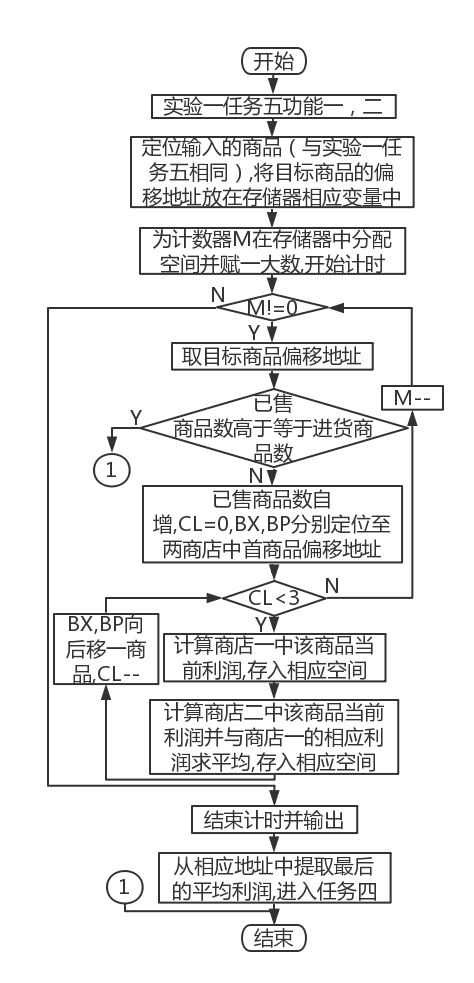 开始
实验一任务五功能一，二
定位输入的商品（与实验一任
务五相同）,将目标商品的偏
移地址放在存储器相应变量中
为计数器M在存储器中分配
空间并赋一大数,开始计时
N
M!=0
Y
取目标商品偏移地址
M--
已售
商品数高于等于进货商
品数
Y
1
N
已售商品数自
增,CL=0,BX,BP分别定位至
两商店中首商品偏移地址
CL<3
N
Y
BX,BP向
后移一商
品,CL--
计算商店一中该商品当
前利润,存入相应空间
计算商店二中该商品当前
利润并与商店一的相应利
润求平均,存入相应空间
结束计时并输出
从相应地址中提取最后
的平均利润,进入任务四
1
结束